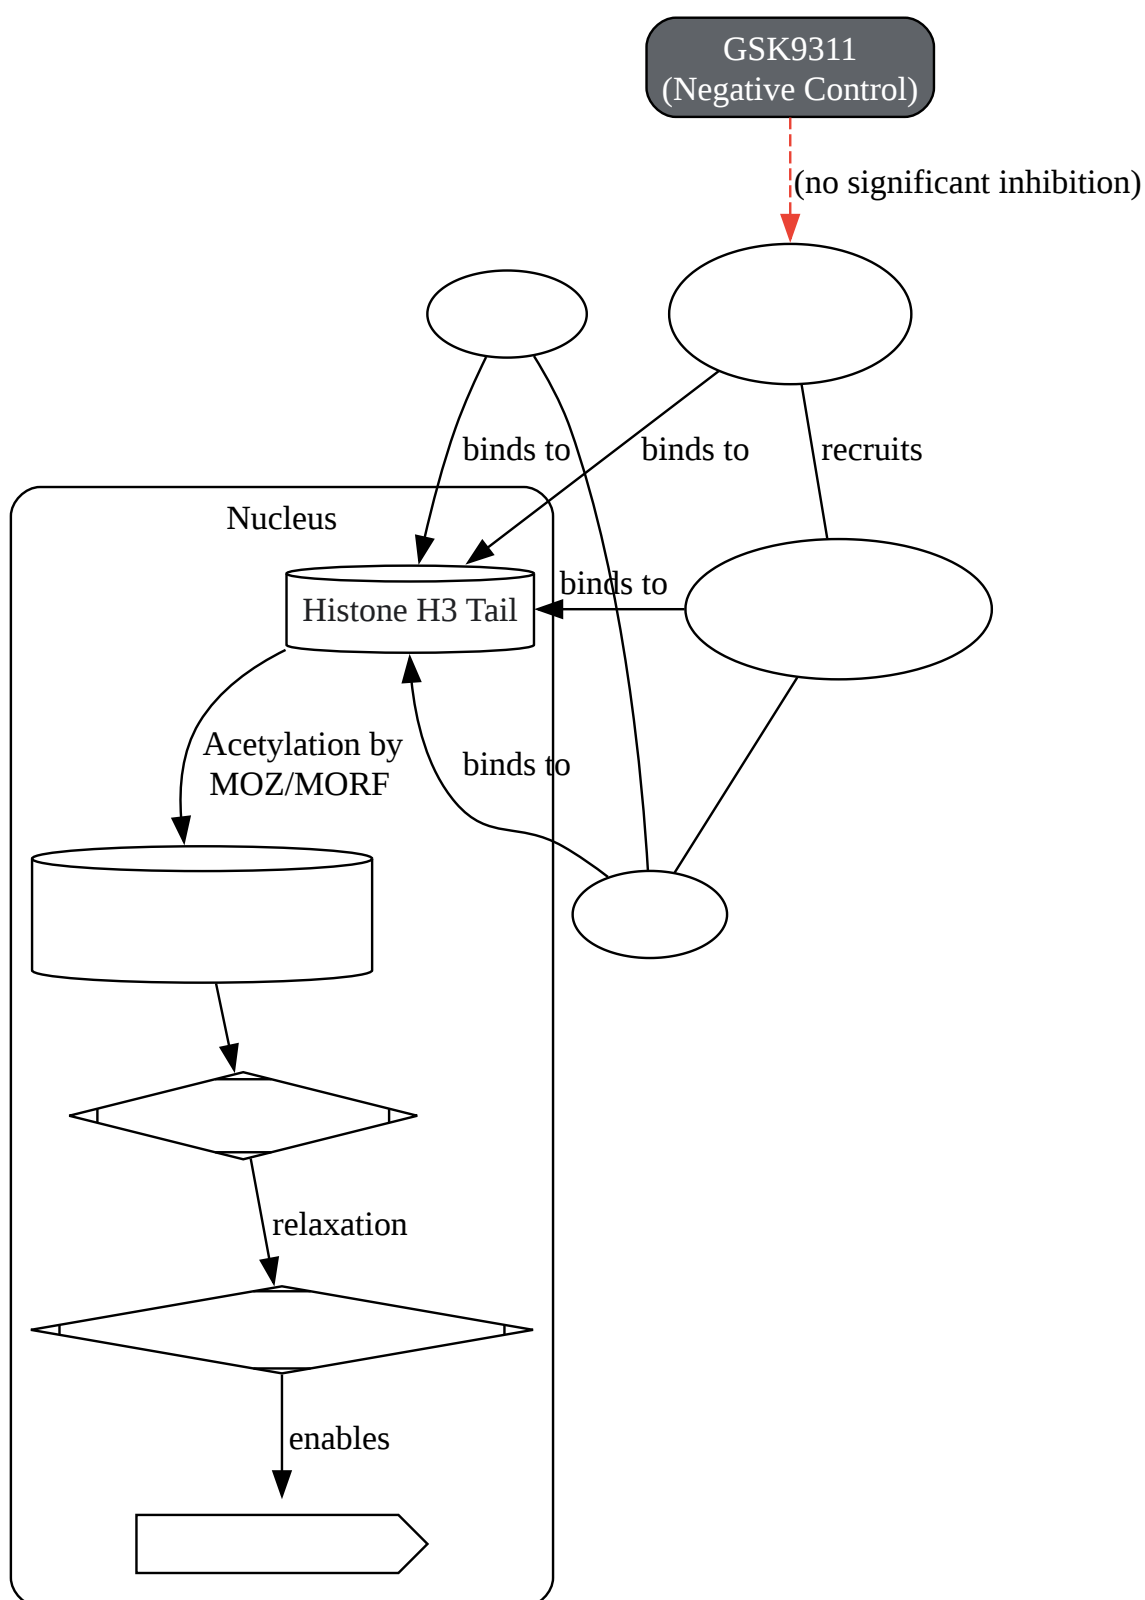 GSK9311
(Negative Control)
(no significant inhibition)
binds to
binds to
recruits
Nucleus
binds to
Histone H3 Tail
Acetylation by
MOZ/MORF
binds to
relaxation
enables